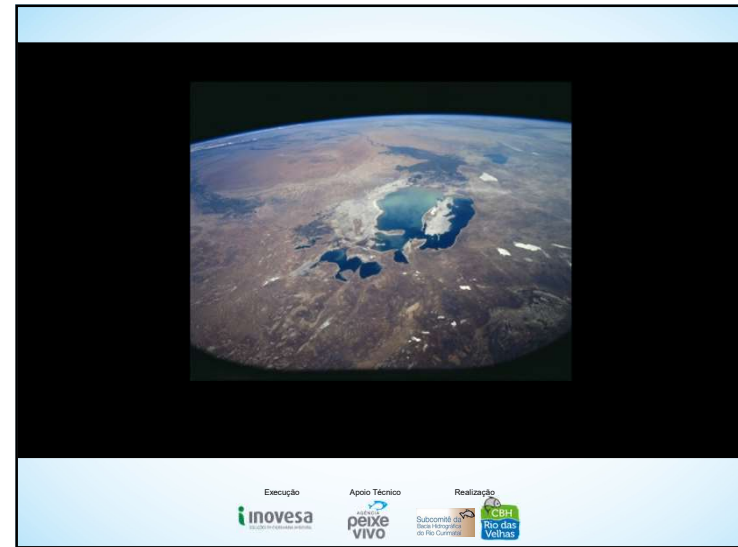 Execução
Apoio Técnico
Realização
inovesa
AGÊNCIA
peixe
vivo
Subcomitê da
Bacia Hidrográfica
do Rio Curimataí
CBH
Rio das
Velhas